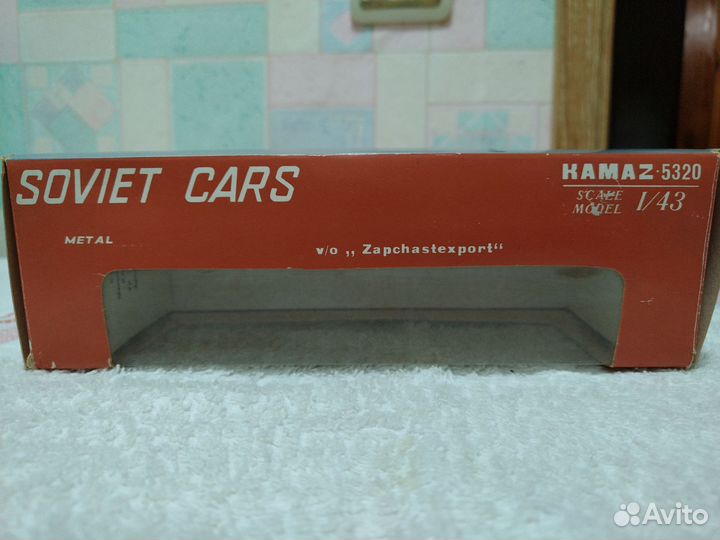 SOVIET CARS
KAMAZ·5320
SCALE MODEL 1/43
METAL
v/o „ Zapchastexport“
Avito